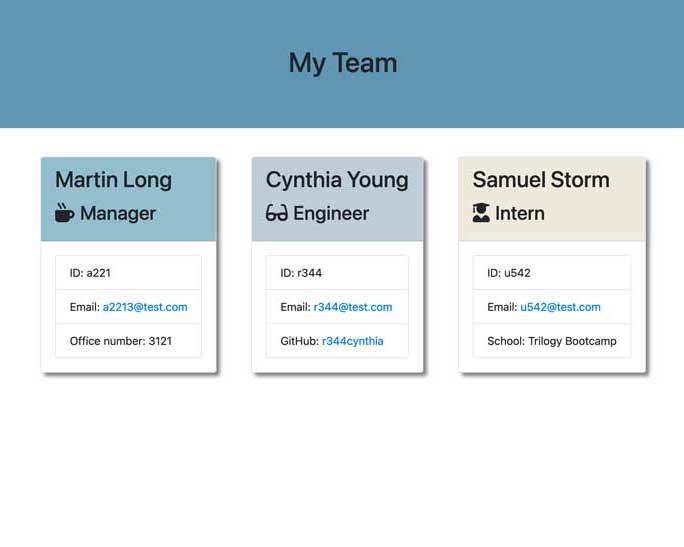 My Team
Martin Long
Manager
ID: a221
Email: a2213@test.com
Office number: 3121
Cynthia Young
Engineer
ID: r344
Email: r344@test.com
GitHub: r344cynthia
Samuel Storm
Intern
ID: u542
Email: u542@test.com
School: Trilogy Bootcamp